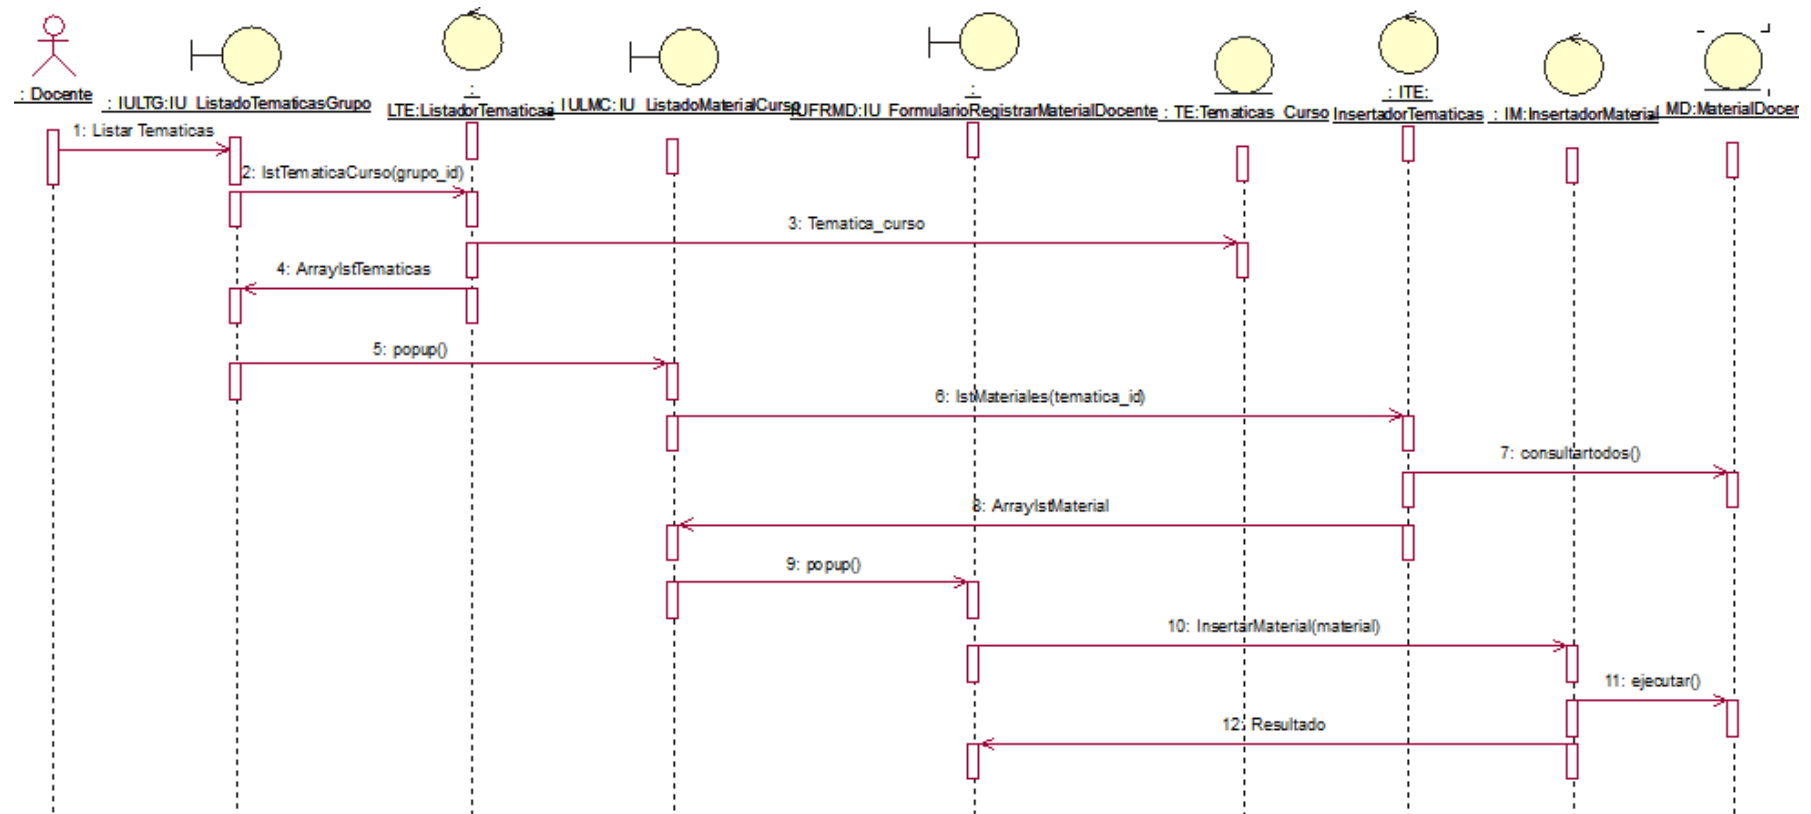 : Docente
: IULTG:IU_ListadoTematicasGrupo
:
LTE:ListadorTematicas
: IULMC:IU_ListadoMaterialCurso
:
IUFRMD:IU_FormularioRegistrarMaterialDocente
: TE:Tematicas_Curso
: ITE:
InsertadorTematicas
: IM:InsertadorMaterial
MD:MaterialDocen
1: Listar Tematicas
2: lstTematicaCurso(grupo_id)
3: Tematica_curso
4: ArraylstTematicas
5: popup()
6: lstMateriales(tematica_id)
7: consultartodos()
8: ArraylstMaterial
9: popup()
10: InsertarMaterial(material)
11: ejecutar()
12: Resultado